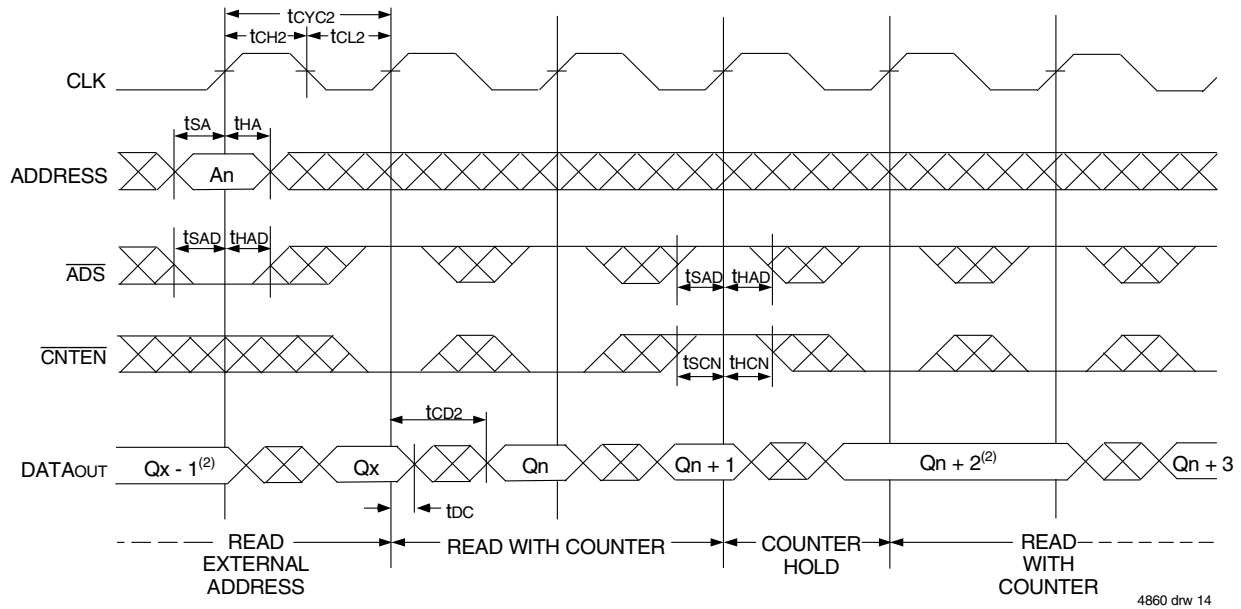 tCYC2
tCH2 tCL2
CLK
tSA tHA
ADDRESS An
tSAD tHAD
ADS
tSAD tHAD
CNTEN
tSCN tHCN
tCD2
DATAOUT Qx - 1(2) Qx Qn Qn + 1 Qn + 2(2) Qn + 3
tDC
READ EXTERNAL ADDRESS
READ WITH COUNTER
COUNTER HOLD
READ WITH COUNTER
4860 drw 14